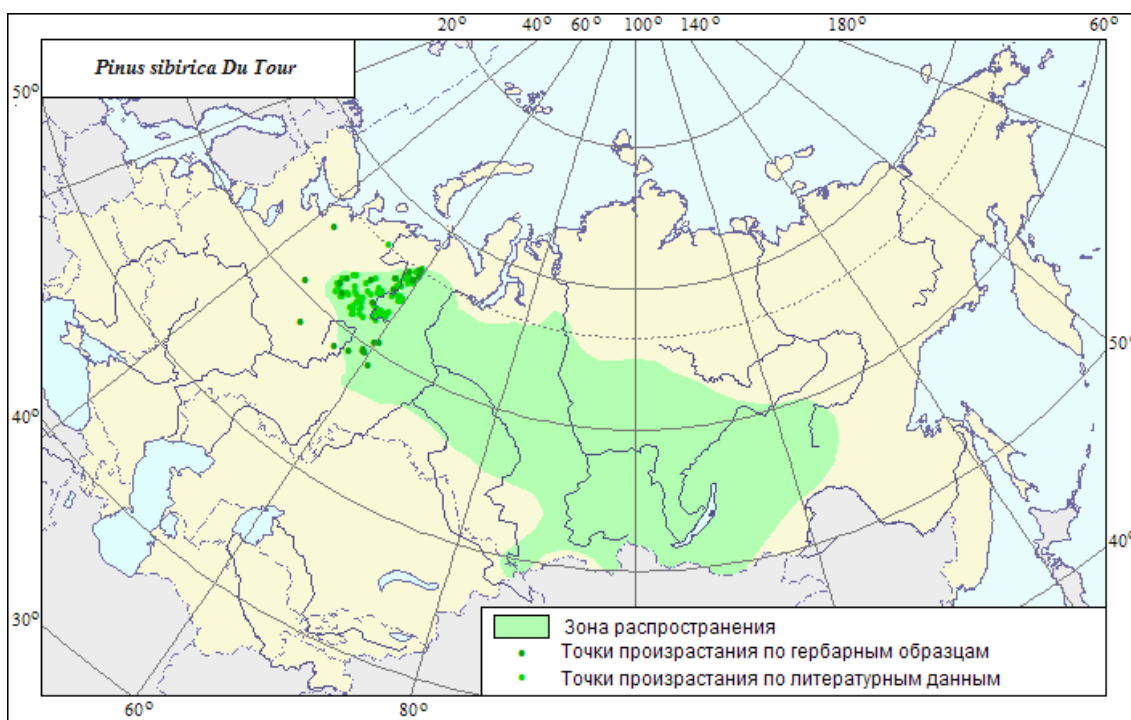 20° 40° 60° 100° 140° 180° 60°
Pinus sibirica Du Tour
50°
50°
40°
40°
30°
Зона распространения
Точки произрастания по гербарным образцам
Точки произрастания по литературным данным
60° 80°